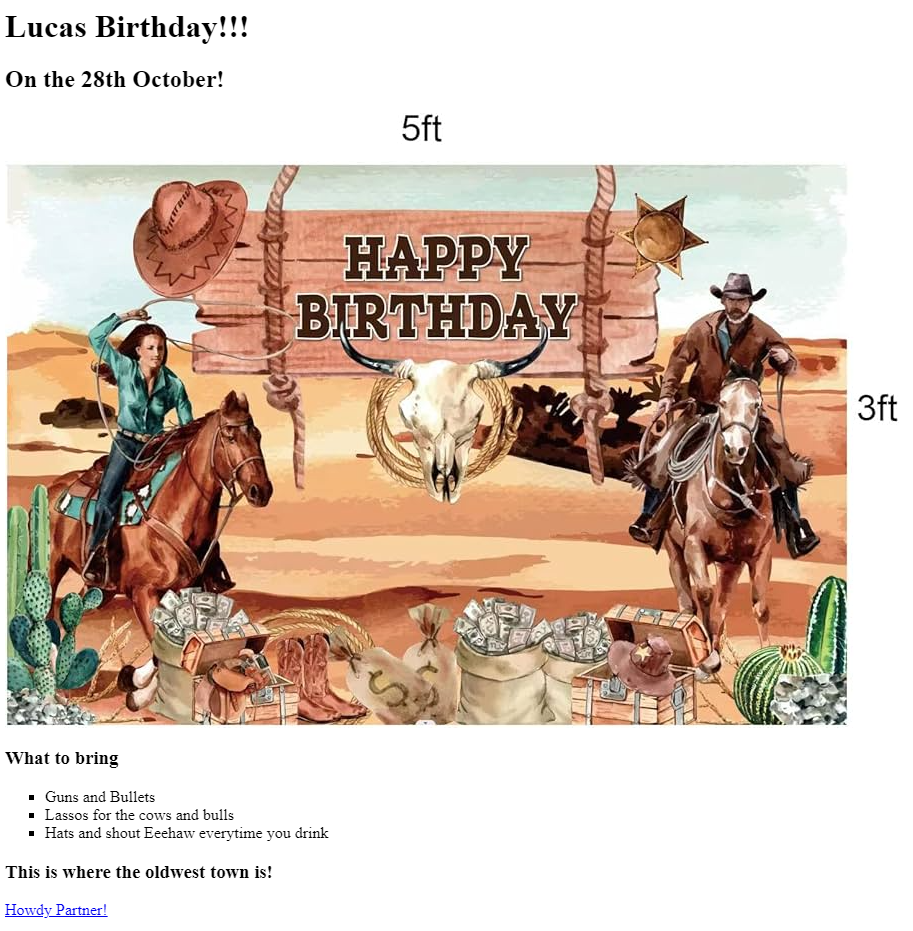 Lucas Birthday!!!
On the 28th October!
5ft
HAPPY
BIRTHDAY
3ft
What to bring
Guns and Bullets
Lassos for the cows and bulls
Hats and shout Eeehaw everytime you drink
This is where the oldwest town is!
Howdy Partner!